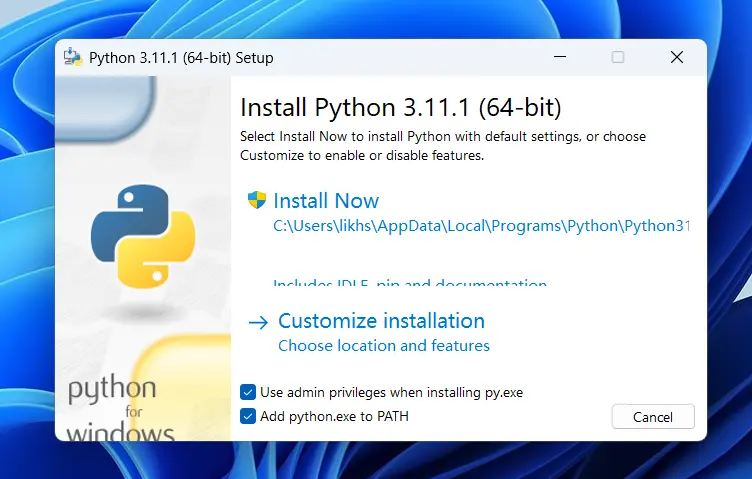 Python 3.11.1 (64-bit) Setup
Install Python 3.11.1 (64-bit)
Select Install Now to install Python with default settings, or choose
Customize to enable or disable features.
Install Now
C:\Users\likhs\AppData\Local\Programs\Python\Python31
Includes IDLE, pip and documentation
Customize installation
Choose location and features
Use admin privileges when installing py.exe
Add python.exe to PATH
Cancel
python
for
windows